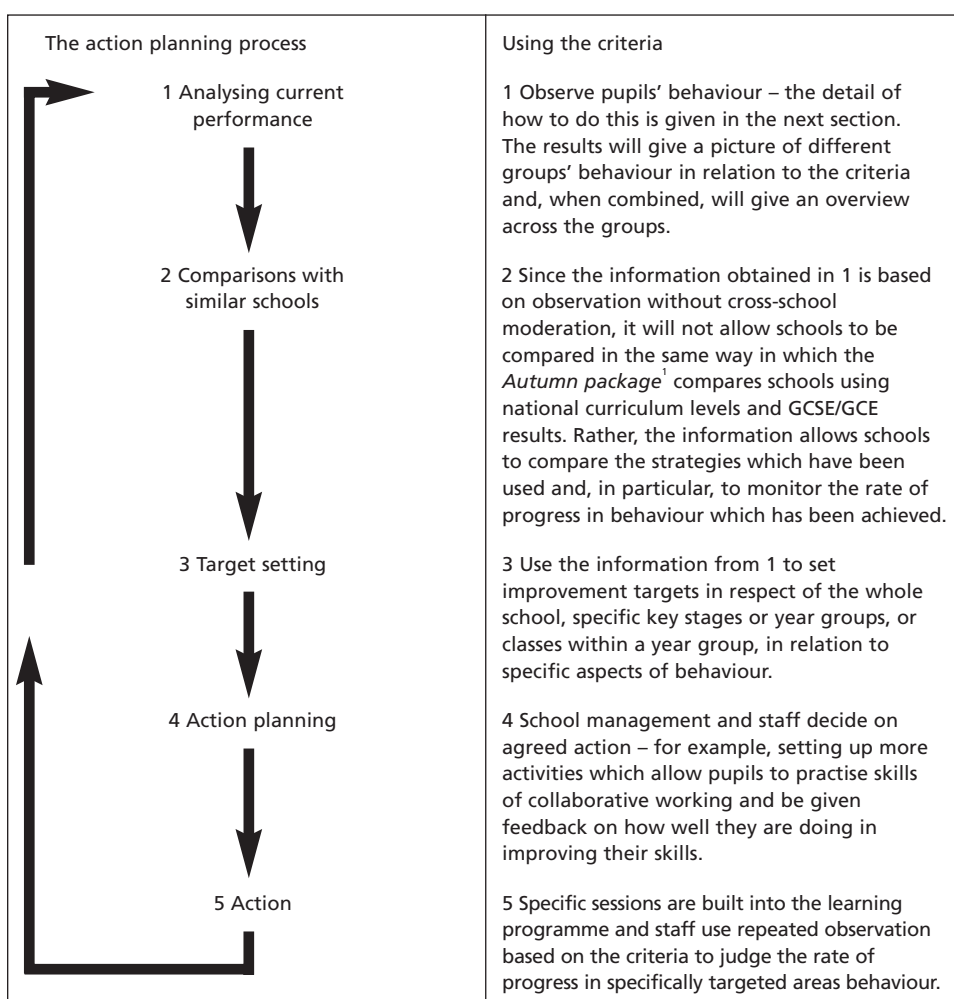 The action planning process
1 Analysing current
performance
2 Comparisons with
similar schools
3 Target setting
4 Action planning
5 Action
Using the criteria
1 Observe pupils’ behaviour – the detail of
how to do this is given in the next section.
The results will give a picture of different
groups’ behaviour in relation to the criteria
and, when combined, will give an overview
across the groups.
2 Since the information obtained in 1 is based
on observation without cross-school
moderation, it will not allow schools to be
compared in the same way in which the
Autumn package¹ compares schools using
national curriculum levels and GCSE/GCE
results. Rather, the information allows schools
to compare the strategies which have been
used and, in particular, to monitor the rate of
progress in behaviour which has been achieved.
3 Use the information from 1 to set
improvement targets in respect of the whole
school, specific key stages or year groups, or
classes within a year group, in relation to
specific aspects of behaviour.
4 School management and staff decide on
agreed action – for example, setting up more
activities which allow pupils to practise skills
of collaborative working and be given
feedback on how well they are doing in
improving their skills.
5 Specific sessions are built into the learning
programme and staff use repeated observation
based on the criteria to judge the rate of
progress in specifically targeted areas behaviour.